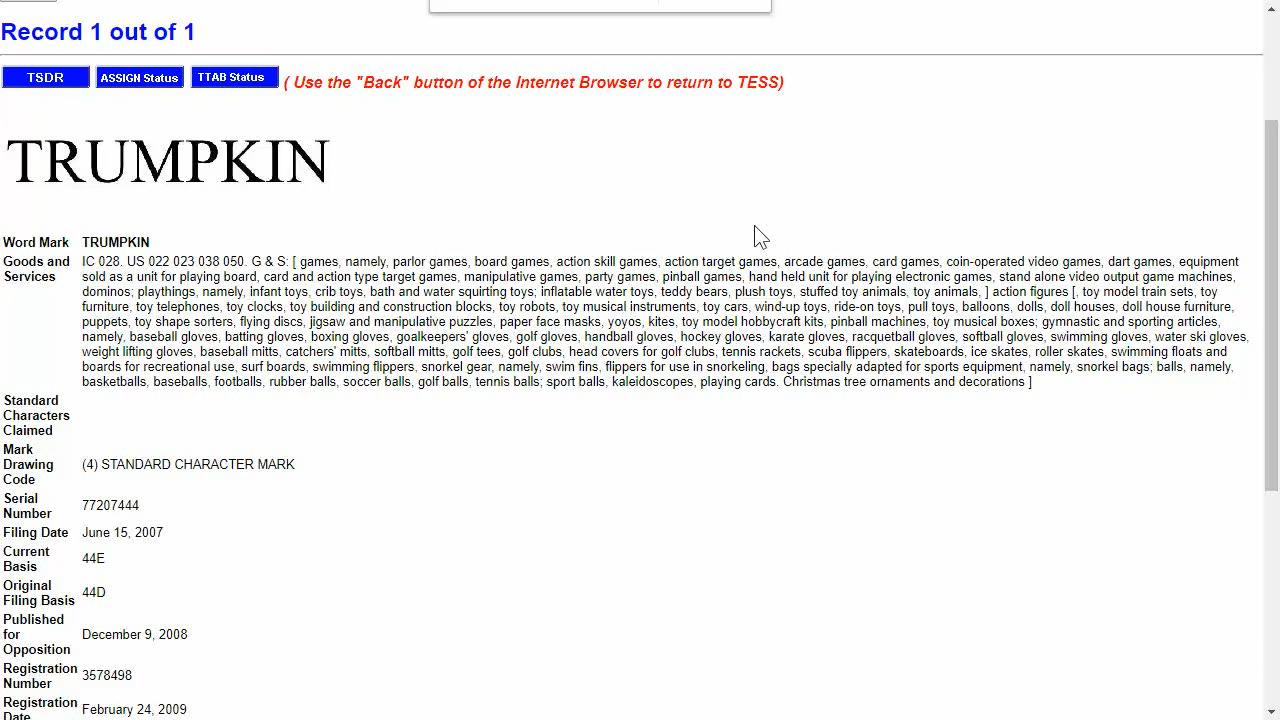 Record 1 out of 1
TSDR ASSIGN Status TTAB Status ( Use the "Back" button of the Internet Browser to return to TESS)
TRUMPKIN
Word Mark TRUMPKIN
Goods and Services IC 028. US 022 023 038 050. G & S: [ games, namely, parlor games, board games, action skill games, action target games, arcade games, card games, coin-operated video games, dart games, equipment
sold as a unit for playing board, card and action type target games, manipulative games, party games, pinball games, hand held unit for playing electronic games, stand alone video output game machines,
dominos; playthings, namely, infant toys, crib toys, bath and water squirting toys; inflatable water toys, teddy bears, plush toys, stuffed toy animals, toy animals, ] action figures [, toy model train sets, toy
furniture, toy telephones, toy clocks, toy building and construction blocks, toy robots, toy musical instruments, toy cars, wind-up toys, ride-on toys, pull toys, balloons, dolls, doll houses, doll house furniture,
puppets, toy shape sorters, flying discs, jigsaw and manipulative puzzles, paper face masks, yoyos, kites, toy model hobbycraft kits, pinball machines, toy musical boxes; gymnastic and sporting articles,
namely, baseball gloves, batting gloves, boxing gloves, goalkeepers' gloves, golf gloves, handball gloves, hockey gloves, karate gloves, racquetball gloves, softball gloves, swimming gloves, water ski gloves,
weight lifting gloves, baseball mitts, catchers' mitts, softball mitts, golf tees, golf clubs, head covers for golf clubs, tennis rackets, scuba flippers, skateboards, ice skates, roller skates, swimming floats and
boards for recreational use, surf boards, swimming flippers, snorkel gear, namely, swim fins, flippers for use in snorkeling, bags specially adapted for sports equipment, namely, snorkel bags; balls, namely,
basketballs, baseballs, footballs, rubber balls, soccer balls, golf balls, tennis balls; sport balls, kaleidoscopes, playing cards. Christmas tree ornaments and decorations ]
Standard
Characters
Claimed
Mark
Drawing
Code
(4) STANDARD CHARACTER MARK
Serial
Number
77207444
Filing Date June 15, 2007
Current
Basis
44E
Original
Filing Basis
44D
Published
for
Opposition
December 9, 2008
Registration
Number
3578498
Registration
Date
February 24, 2009